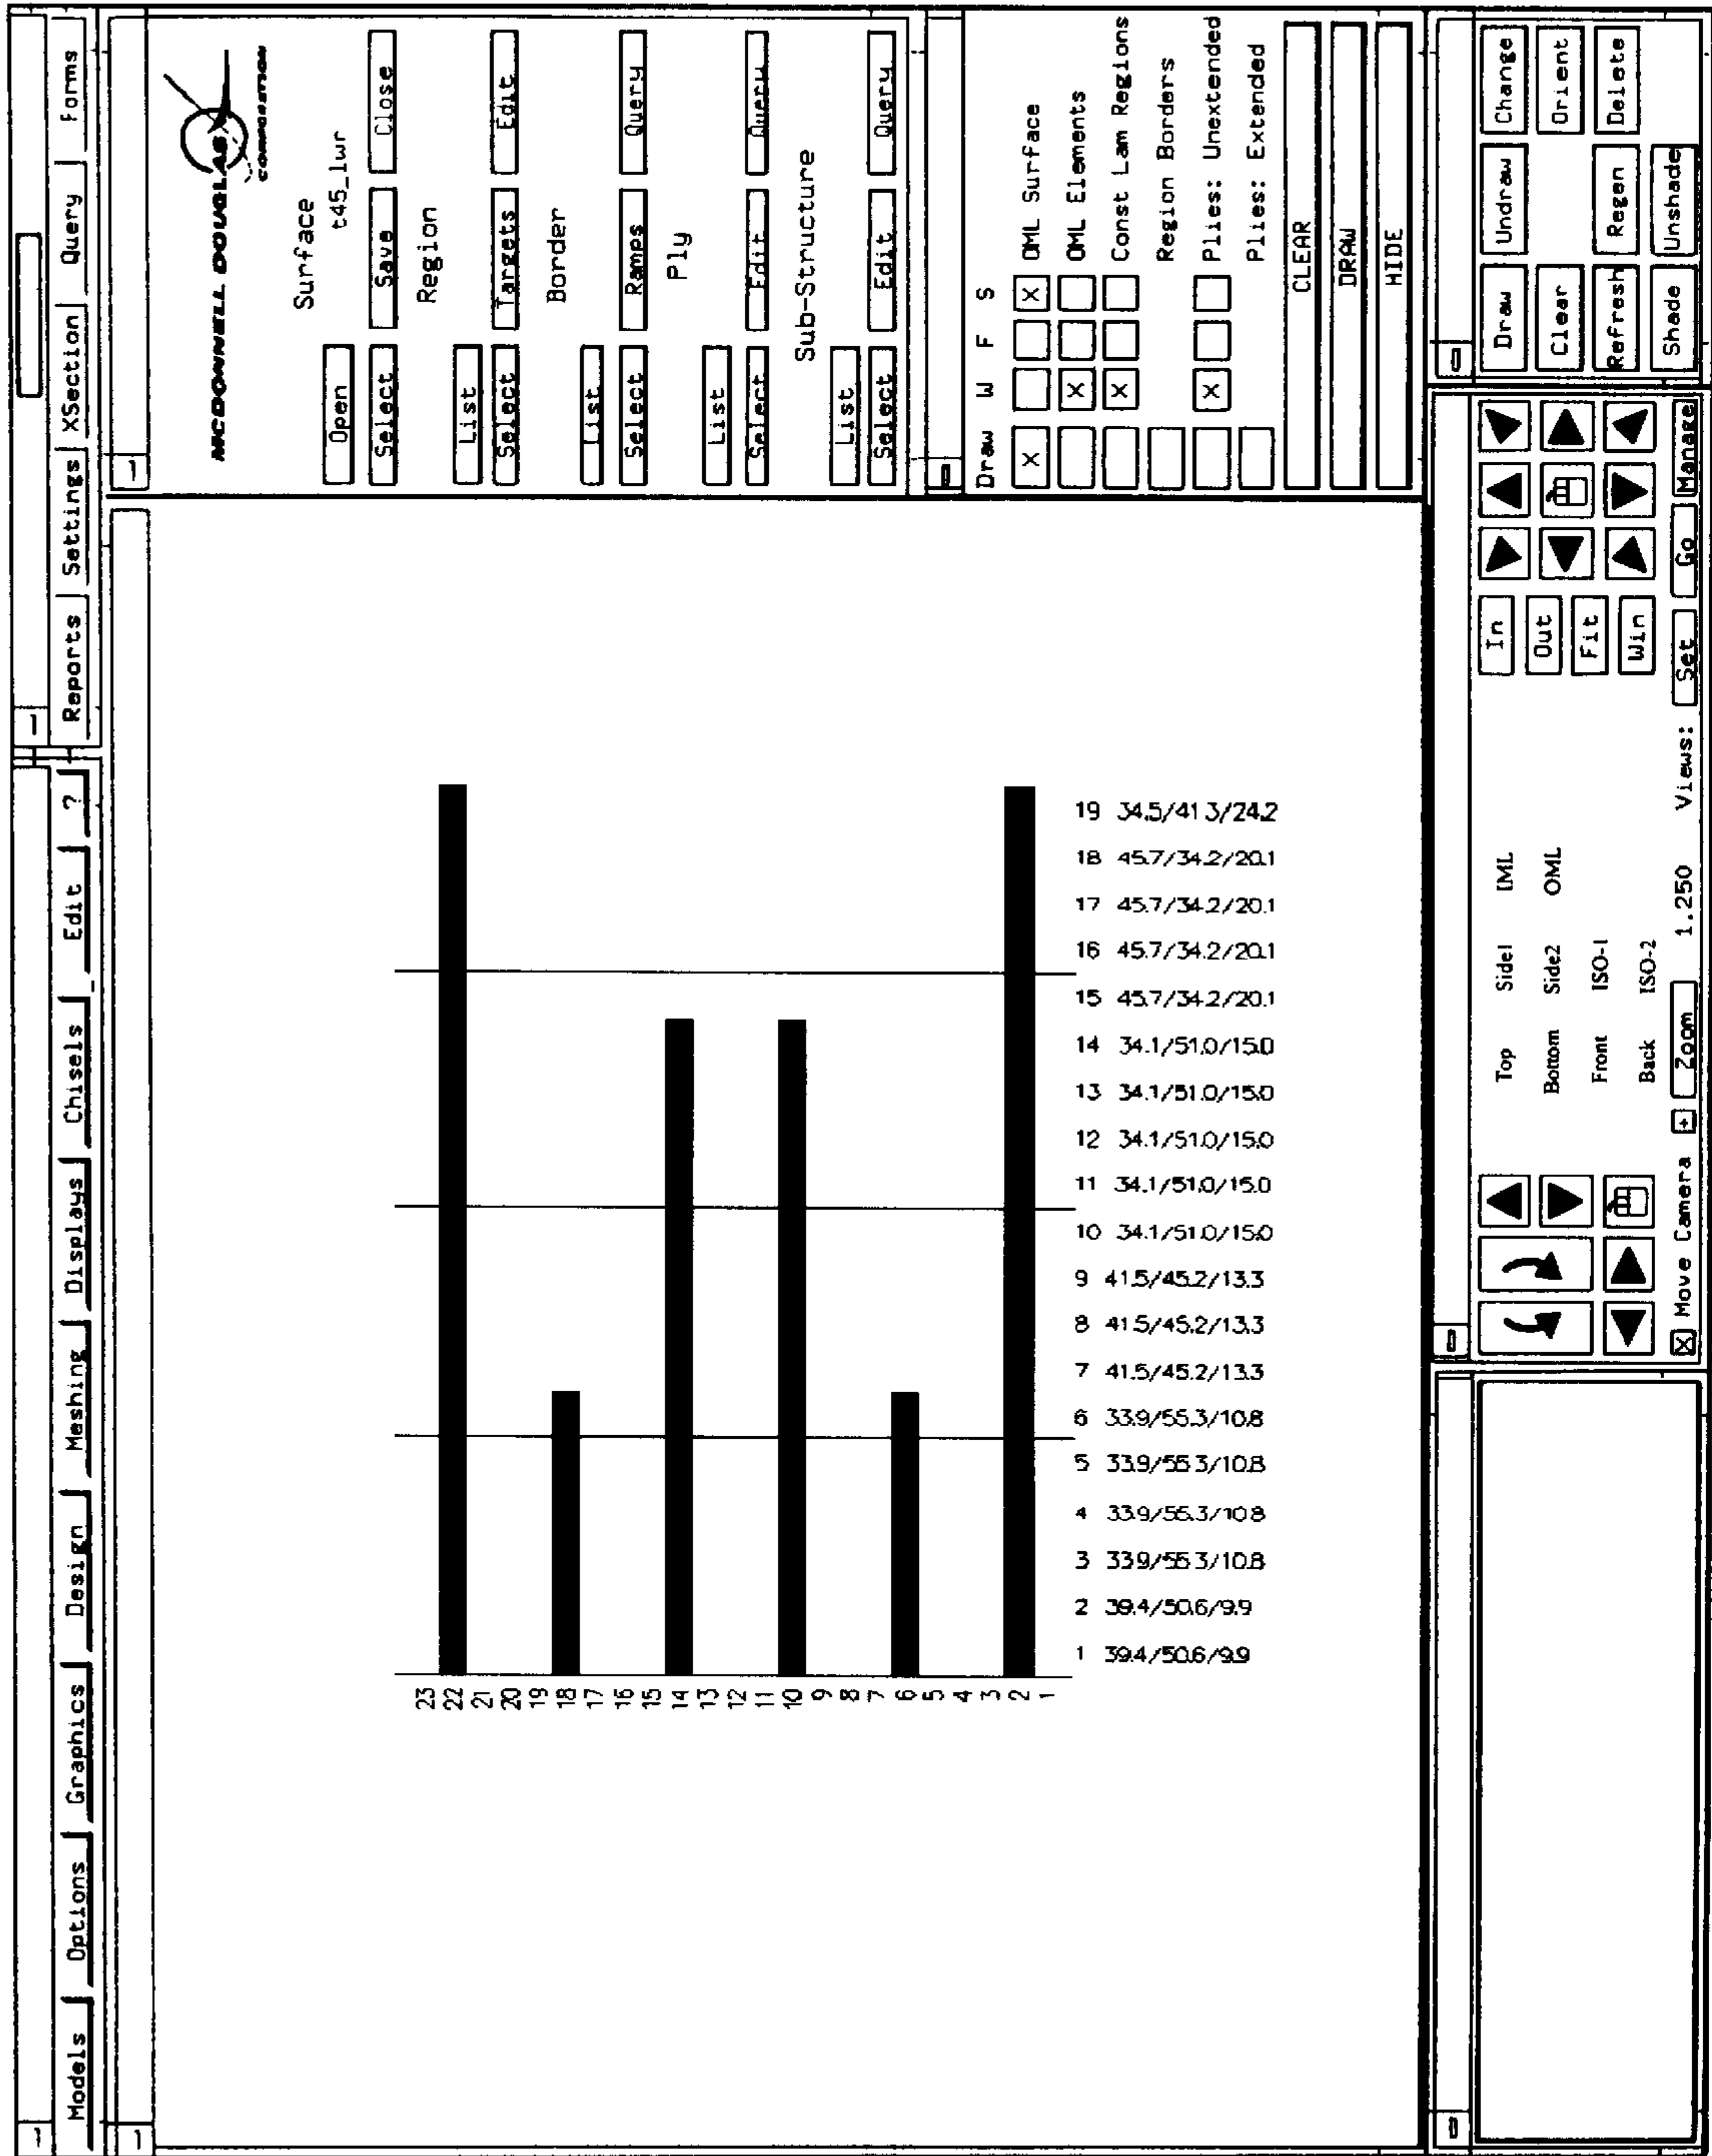 Models Options Graphics Design Meshing Displays Chisels Edit ?
Reports Settings XSection Query Forms
MCDONNELL DOUGLAS
CORPORATION
Surface
Open t45_lwr
Select Save Close
Region
List
Select Targets Edit
Border
List
Select Ramps Query
Ply
List
Select Edit Query
Sub-Structure
List
Select Edit Query
Draw W F S
X X OML Surface
X OML Elements
X Const Lam Regions
Region Borders
X Plies: Unextended
Plies: Extended
CLEAR
DRAW
HIDE
23
22
21
20
19
18
17
16
15
14
13
12
11
10
9
8
7
6
5
4
3
2
1
19 34.5/41.3/24.2
18 45.7/34.2/20.1
17 45.7/34.2/20.1
16 45.7/34.2/20.1
15 45.7/34.2/20.1
14 34.1/51.0/15.0
13 34.1/51.0/15.0
12 34.1/51.0/15.0
11 34.1/51.0/15.0
10 34.1/51.0/15.0
9 41.5/45.2/13.3
8 41.5/45.2/13.3
7 41.5/45.2/13.3
6 33.9/55.3/10.8
5 33.9/55.3/10.8
4 33.9/55.3/10.8
3 33.9/55.3/10.8
2 39.4/50.6/9.9
1 39.4/50.6/9.9
Top Side1 IML In
Bottom Side2 OML Out
Front ISO-1 Fit
Back ISO-2 Win
X Move Camera + Zoom 1.250 Views: Set Go Manage
Draw Undraw Change
Clear Orient
Refresh Regen Delete
Shade Unshade